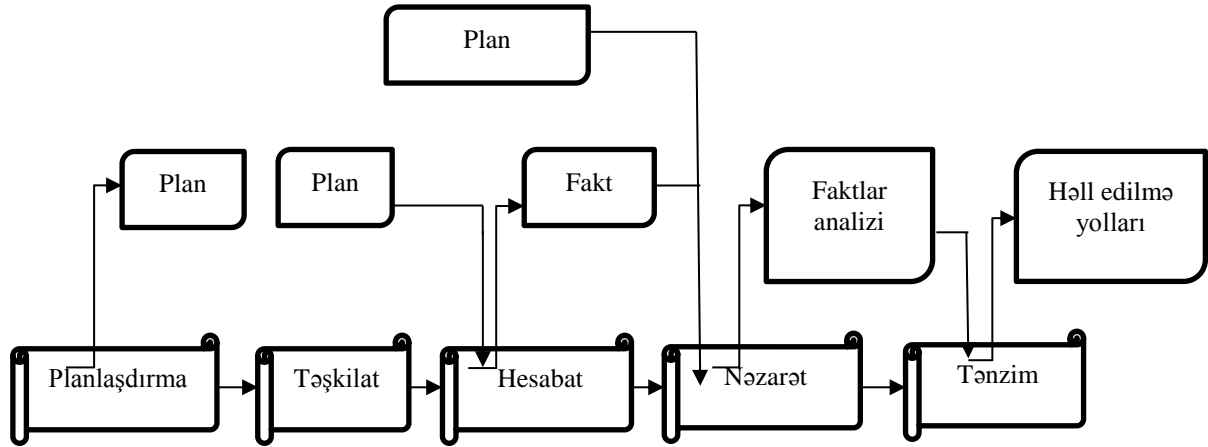 Plan
Plan
Plan
Fakt
Faktlar
analizi
Həll edilmə
yolları
Planlaşdırma
Təşkilat
Hesabat
Nəzarət
Tənzim